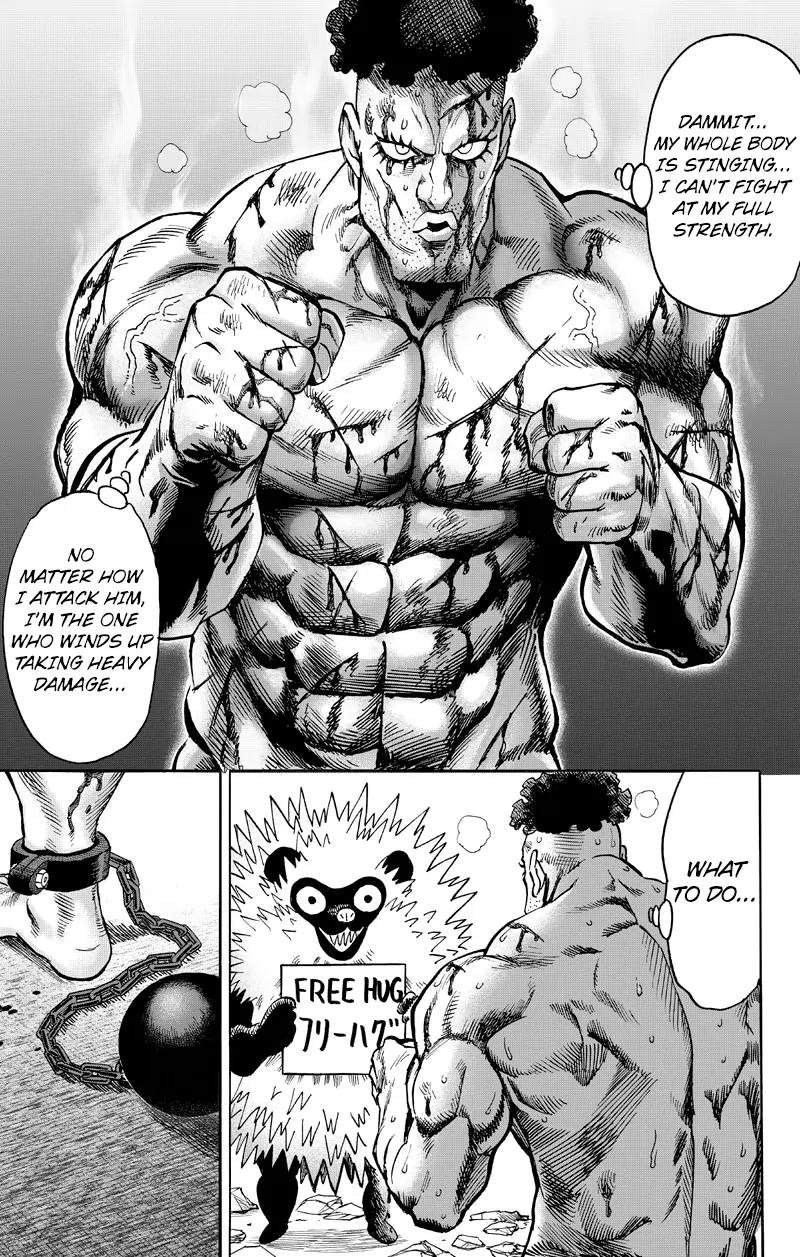 DAMMIT...
MY WHOLE BODY
IS STINGING...
I CAN'T FIGHT
AT MY FULL
STRENGTH.
NO
MATTER HOW
I ATTACK HIM,
I'M THE ONE
WHO WINDS UP
TAKING HEAVY
DAMAGE...
WHAT
TO DO...
FREE HUG
フリーハグ